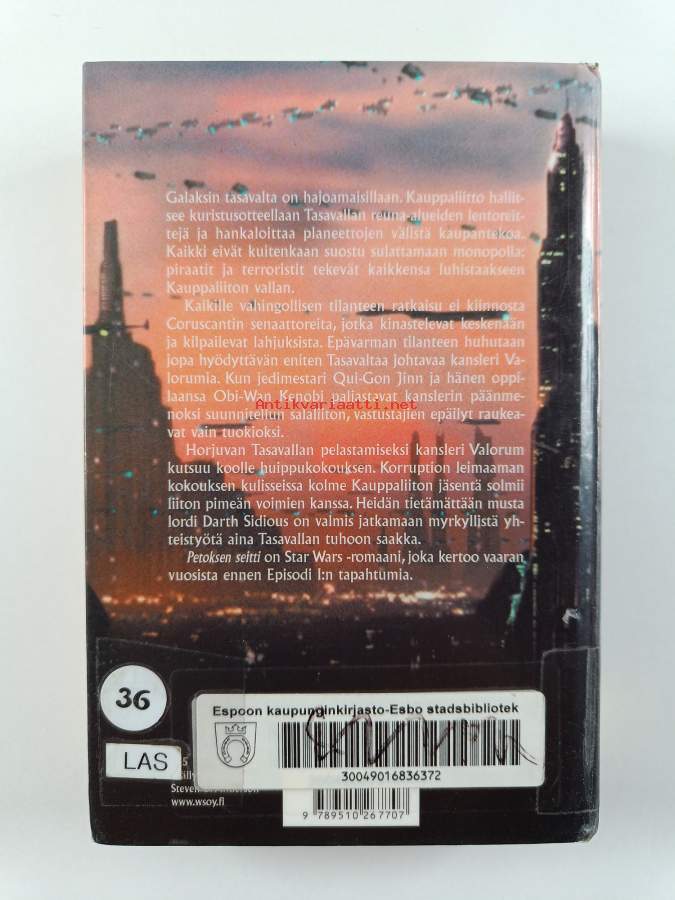 Galaksin tasavalta on hajoamaisillaan. Kauppaliitto hallit-
see kuristusotteellaan Tasavallan reuna-alueiden lentoreit-
tejä ja hankaloittaa planeettojen välistä kaupantekoa.
Kaikki eivät kuitenkaan suostu sulattamaan monopolia:
piraatit ja terroristit tekevät kaikkensa luhistaakseen
Kauppaliiton vallan.
Kaikille vahingollisen tilanteen ratkaisu ei kiinnosta
Coruscantin senaattoreita, jotka kinastelevat keskenään
ja kilpailevat lahjuksista. Epävarman tilanteen huhutaan
jopa hyödyttävän eniten Tasavaltaa johtavaa kansleri Va-
lorumia. Kun jedimestari Qui-Gon Jinn ja hänen oppi-
laansa Obi-Wan Kenobi paljastavat kanslerin päänme-
Antikvariaatti.net
noksi suunnitellun salaliiton, vastustajien epäilyt raukea-
vat vain tuokioksi.
Horjuvan Tasavallan pelastamiseksi kansleri Valorum
kutsuu koolle huippukokouksen. Korruption leimaaman
kokouksen kulisseissa kolme Kauppaliiton jäsentä solmii
liiton pimeän voimien kanssa. Heidän tietämättään musta
lordi Darth Sidious on valmis jatkamaan myrkyllistä yh-
teistyötä aina Tasavallan tuhoon saakka.
Petoksen seitti on Star Wars -romaani, joka kertoo vaaran
vuosista ennen Episodi I:n tapahtumia.
36
Espoon kaupunginkirjasto-Esbo stadsbibliotek
LAS
30049016836372
www.wsoy.fi
9 789510 267707